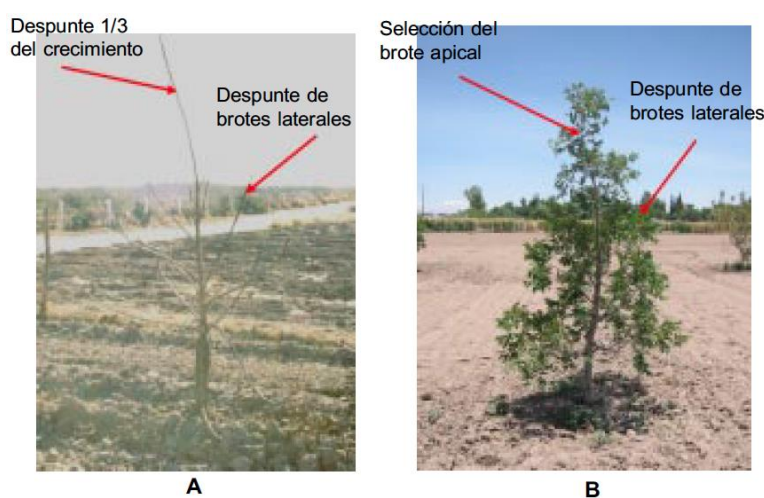 Despunte 1/3
del crecimiento
Despunte de
brotes laterales
A
Selección del
brote apical
Despunte de
brotes laterales
B